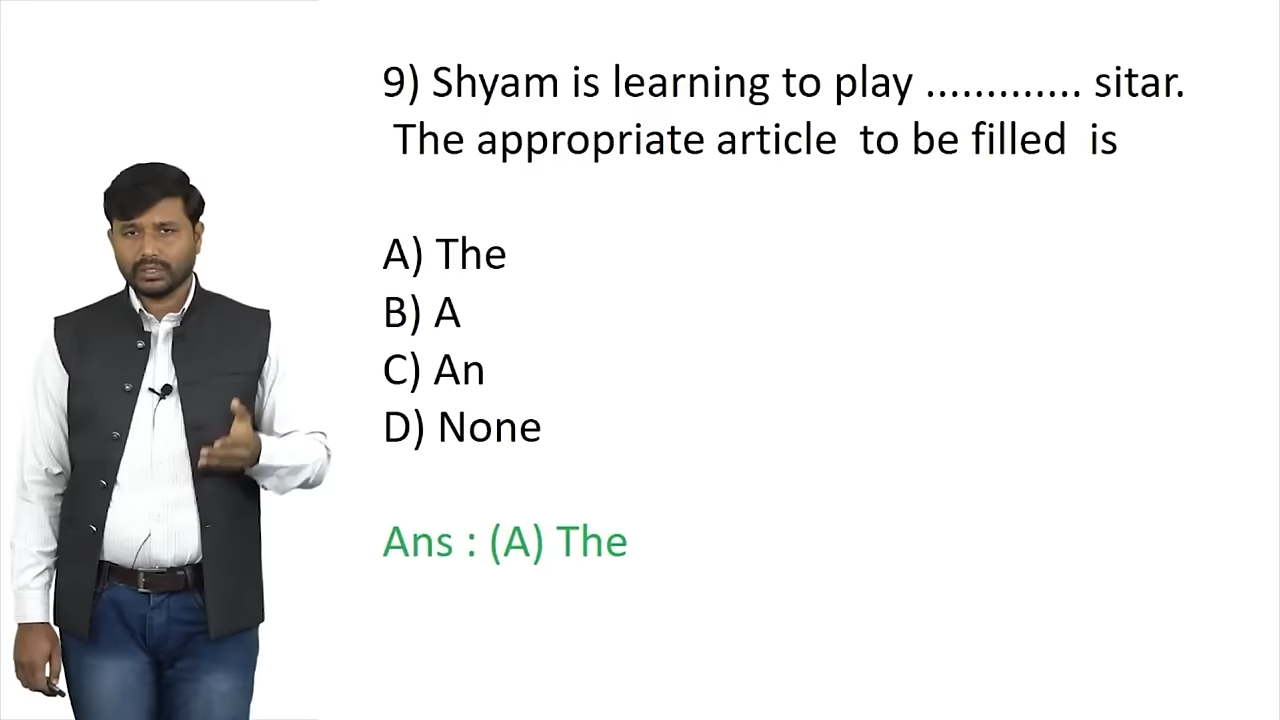 9) Shyam is learning to play ............. sitar.
The appropriate article to be filled is
A) The
B) A
C) An
D) None
Ans : (A) The